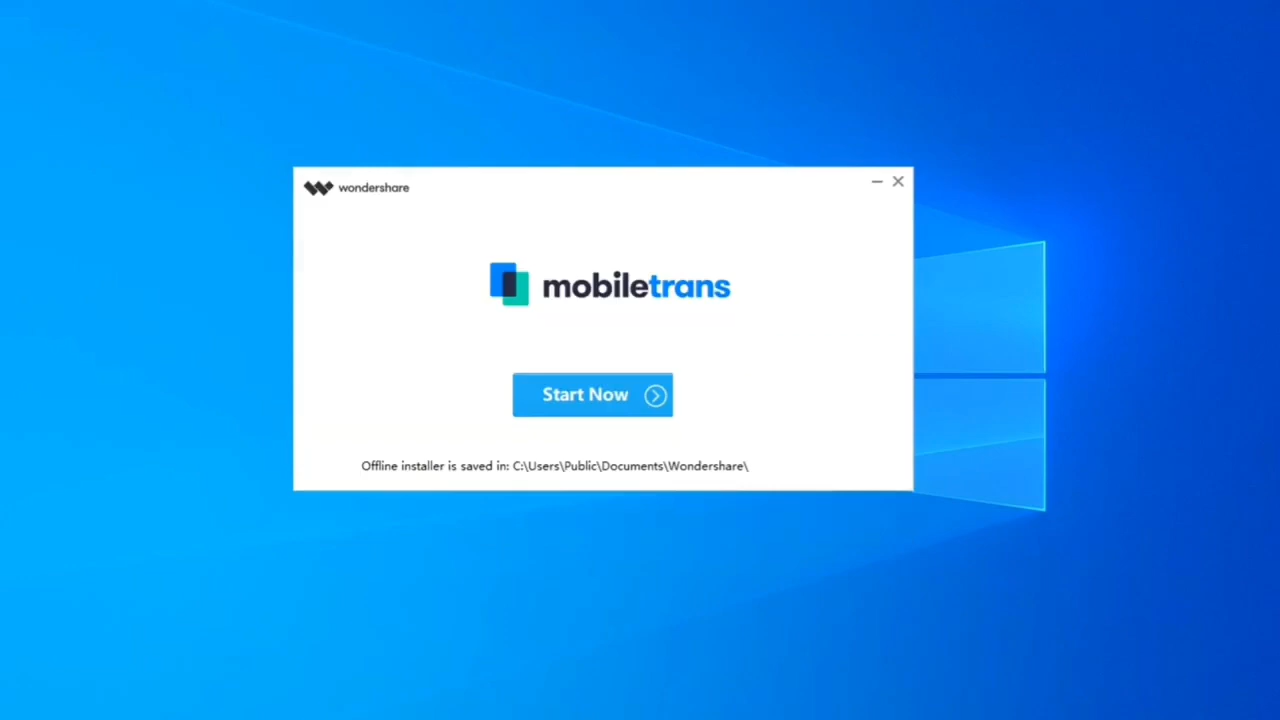 wondershare
mobiletrans
Start Now
Offline installer is saved in: C:\Users\Public\Documents\Wondershare\